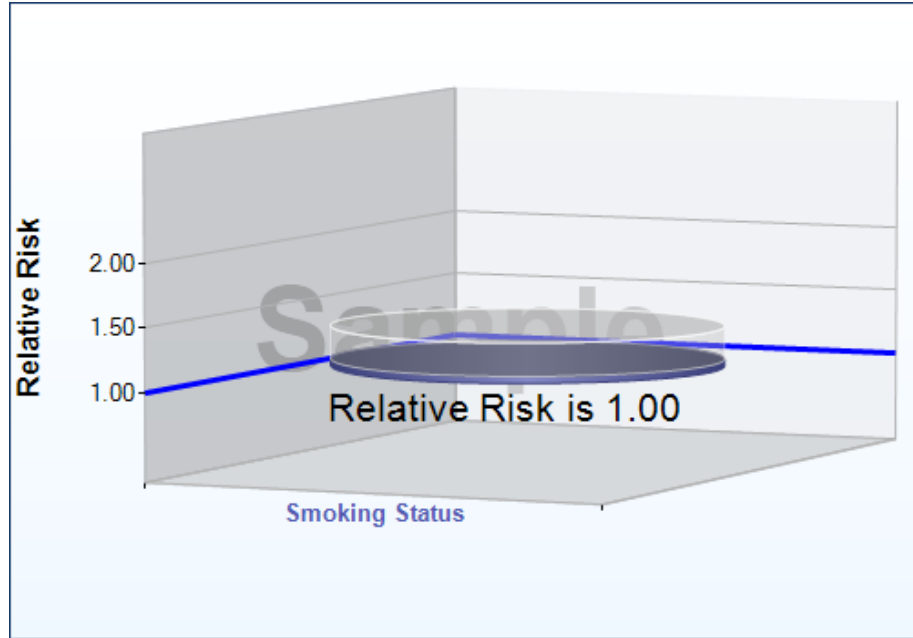 Relative Risk
2.00
1.50
1.00
Sample
Relative Risk is 1.00
Smoking Status